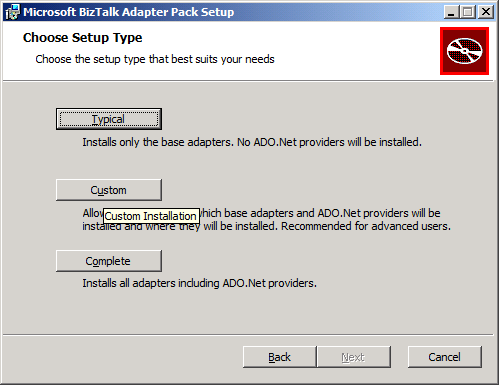 Microsoft BizTalk Adapter Pack Setup
Choose Setup Type
Choose the setup type that best suits your needs
Typical
Installs only the base adapters. No ADO.Net providers will be installed.
Custom
Custom Installation
which base adapters and ADO.Net providers will be
installed and where they will be installed. Recommended for advanced users.
Complete
Installs all adapters including ADO.Net providers.
Back
Next
Cancel